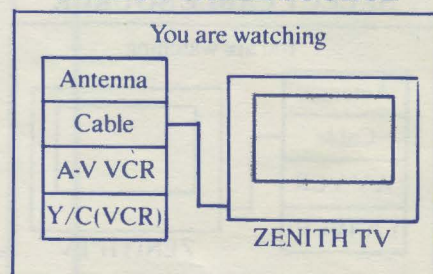 You are watching
Antenna
Cable
A-V VCR
Y/C(VCR)
ZENITH TV